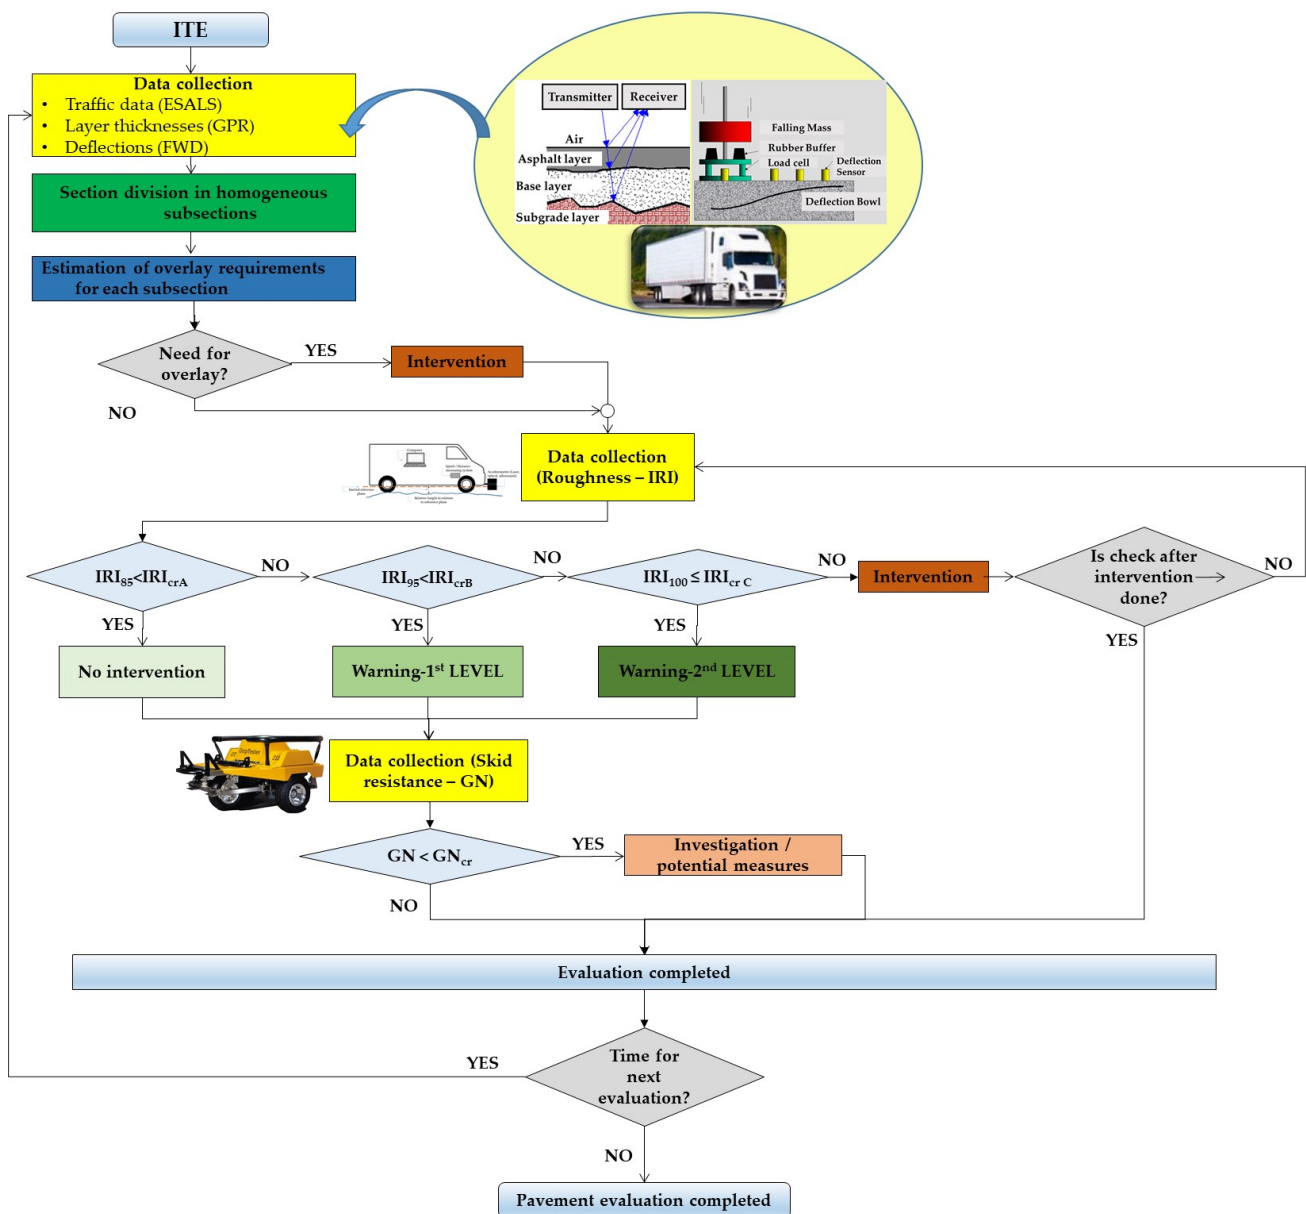 ITE
Data collection
• Traffic data (ESALS)
• Layer thicknesses (GPR)
• Deflections (FWD)
Transmitter
Receiver
Air
Asphalt layer
Base layer
Subgrade layer
Falling Mass
Rubber Buffer
Load cell
Deflection
Sensor
Deflection Bowl
Section division in homogeneous
subsections
Estimation of overlay requirements
for each subsection
Need for
overlay?
YES
Intervention
NO
Data collection
(Roughness – IRI)
IRI85<IRIcrA
NO
IRI95<IRIcrB
NO
IRI100 ≤ IRIcr C
NO
Intervention
Is check after
intervention
done?
NO
YES
YES
YES
YES
No intervention
Warning-1st LEVEL
Warning-2nd LEVEL
Data collection (Skid
resistance – GN)
GN < GNcr
YES
Investigation /
potential measures
NO
Evaluation completed
Time for
next
evaluation?
YES
NO
Pavement evaluation completed